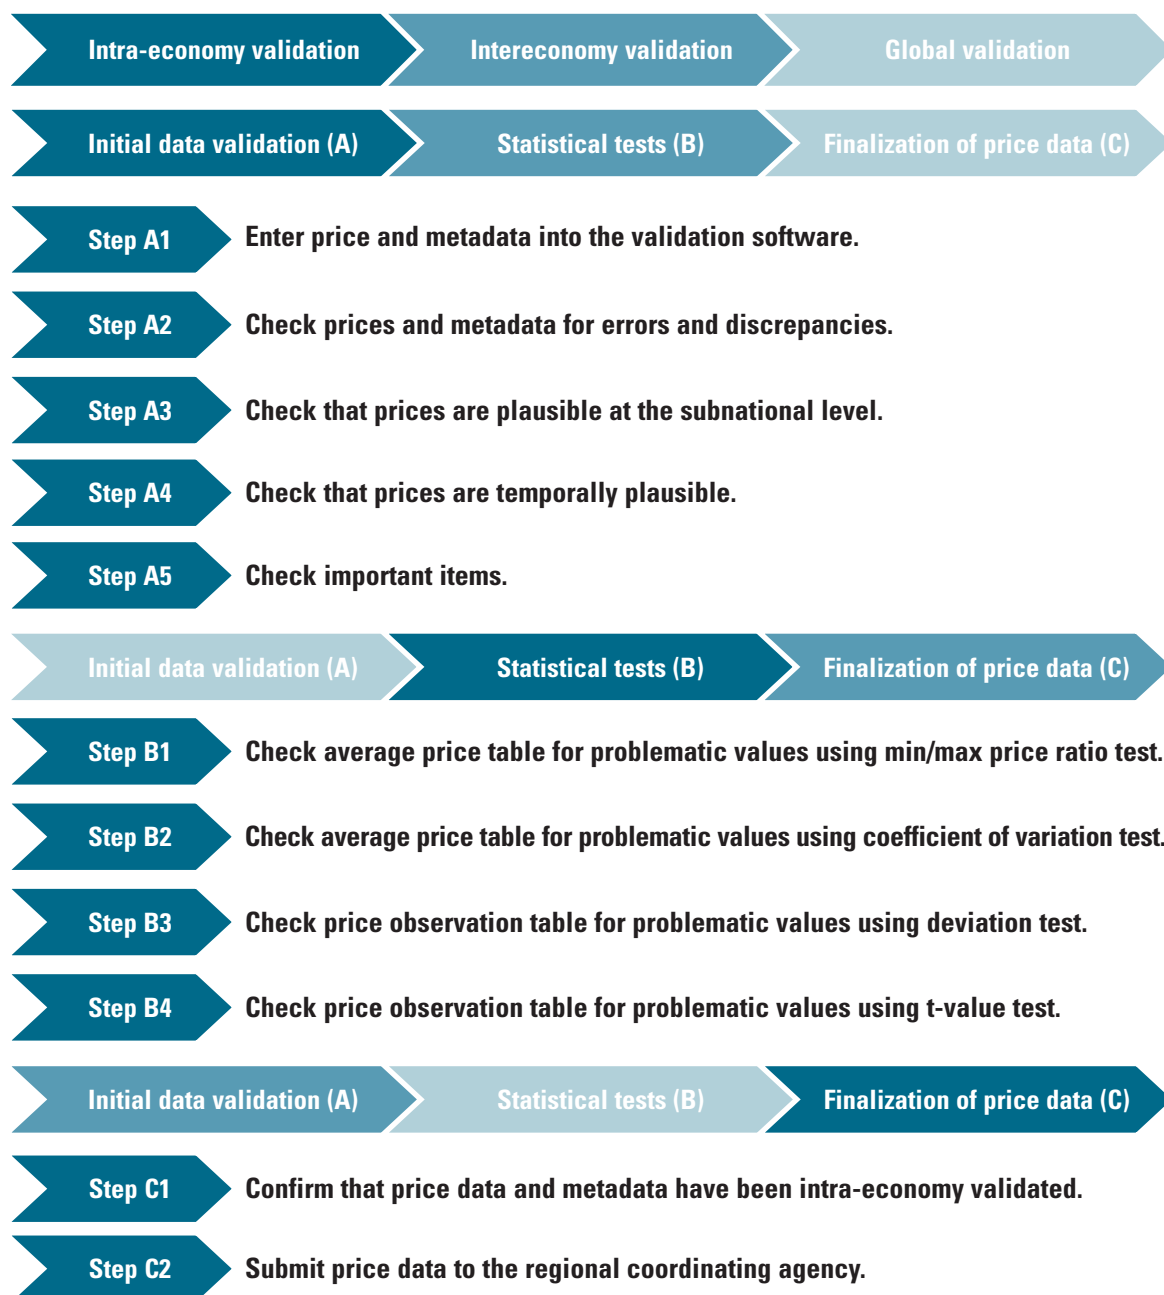 Intra-economy validation Intereconomy validation Global validation
Initial data validation (A) Statistical tests (B) Finalization of price data (C)
Step A1 Enter price and metadata into the validation software.
Step A2 Check prices and metadata for errors and discrepancies.
Step A3 Check that prices are plausible at the subnational level.
Step A4 Check that prices are temporally plausible.
Step A5 Check important items.
Initial data validation (A) Statistical tests (B) Finalization of price data (C)
Step B1 Check average price table for problematic values using min/max price ratio test.
Step B2 Check average price table for problematic values using coefficient of variation test.
Step B3 Check price observation table for problematic values using deviation test.
Step B4 Check price observation table for problematic values using t-value test.
Initial data validation (A) Statistical tests (B) Finalization of price data (C)
Step C1 Confirm that price data and metadata have been intra-economy validated.
Step C2 Submit price data to the regional coordinating agency.